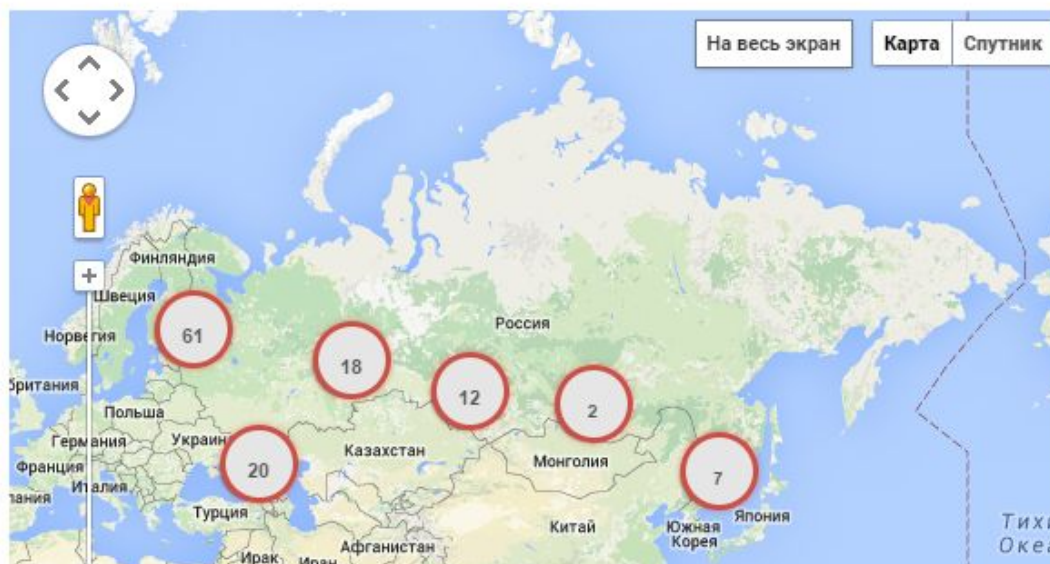 На весь экран
Карта
Спутник
Финляндия
Швеция
Норвегия
61
Россия
18
12
2
британия
Польша
Германия
Украин
Казахстан
Монголия
Франция
20
7
пания
Италия
Турция
Китай
Южная
Корея
Япония
Тихи
Океа
Афганистан
Ирак
Иран